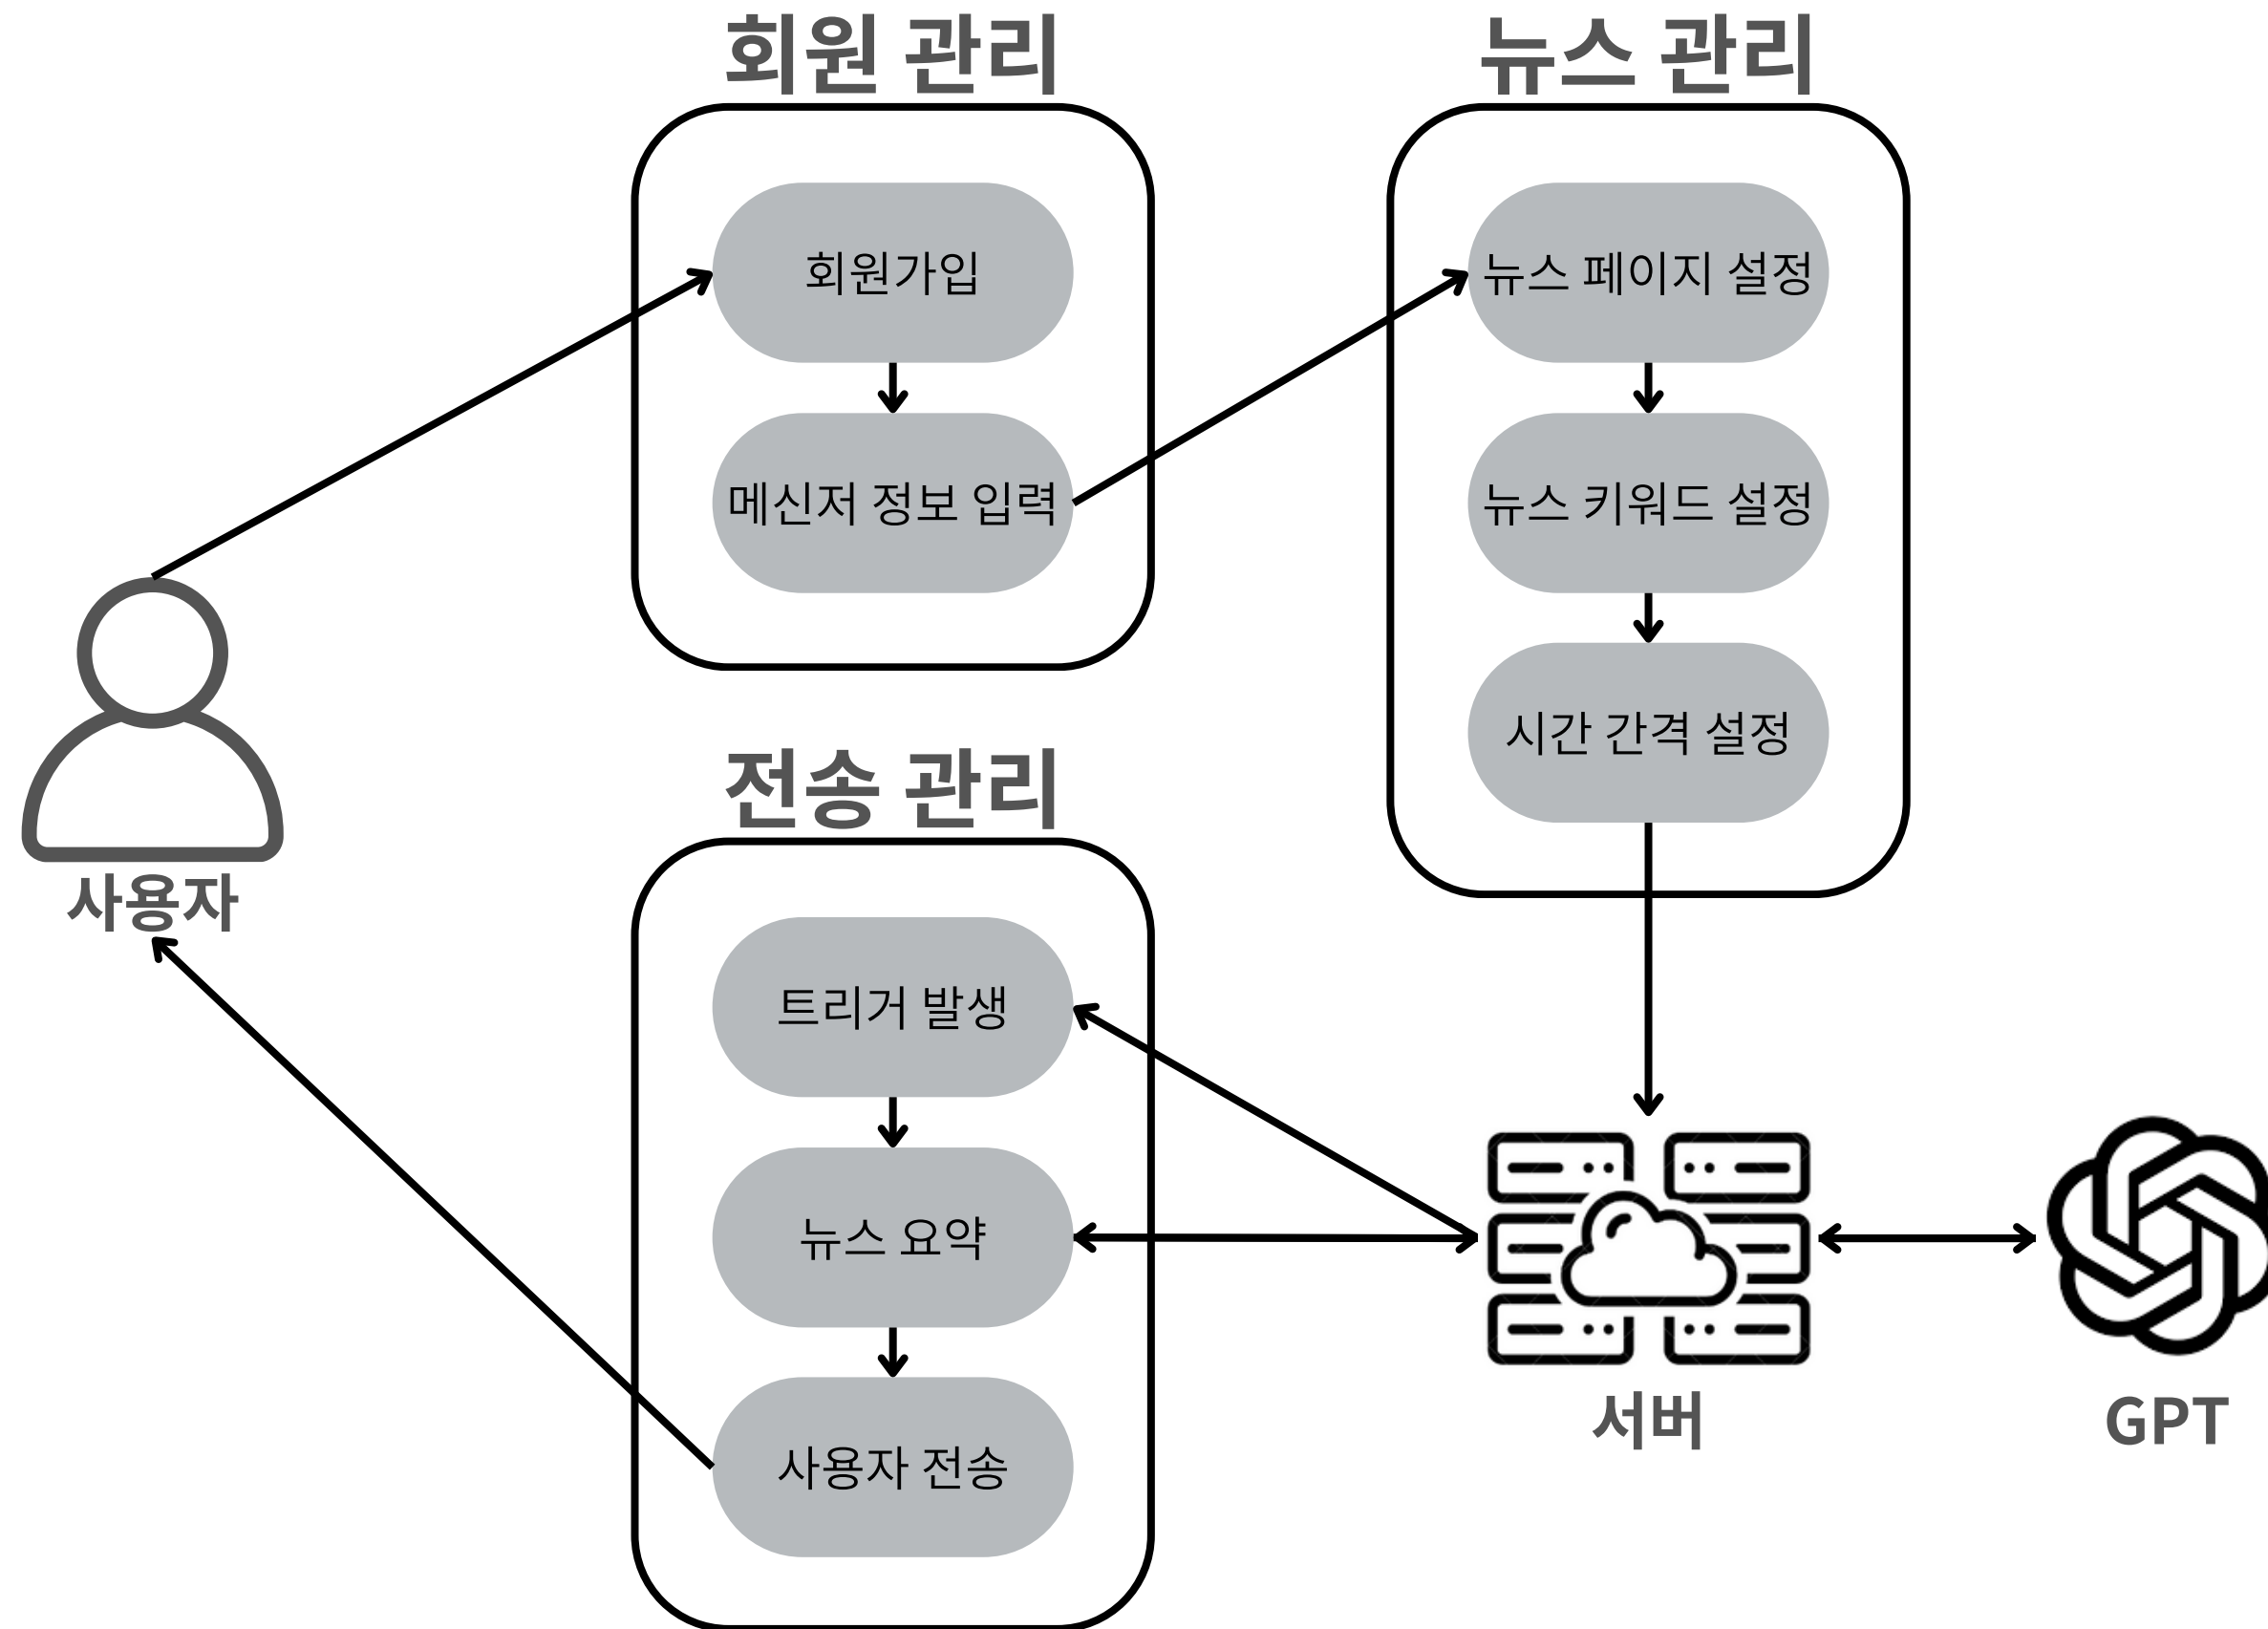 회원 관리
회원가입
메신저 정보 입력
뉴스 관리
뉴스 페이지 설정
뉴스 키워드 설정
시간 간격 설정
사용자
전송 관리
트리거 발생
뉴스 요약
사용자 전송
서버
GPT